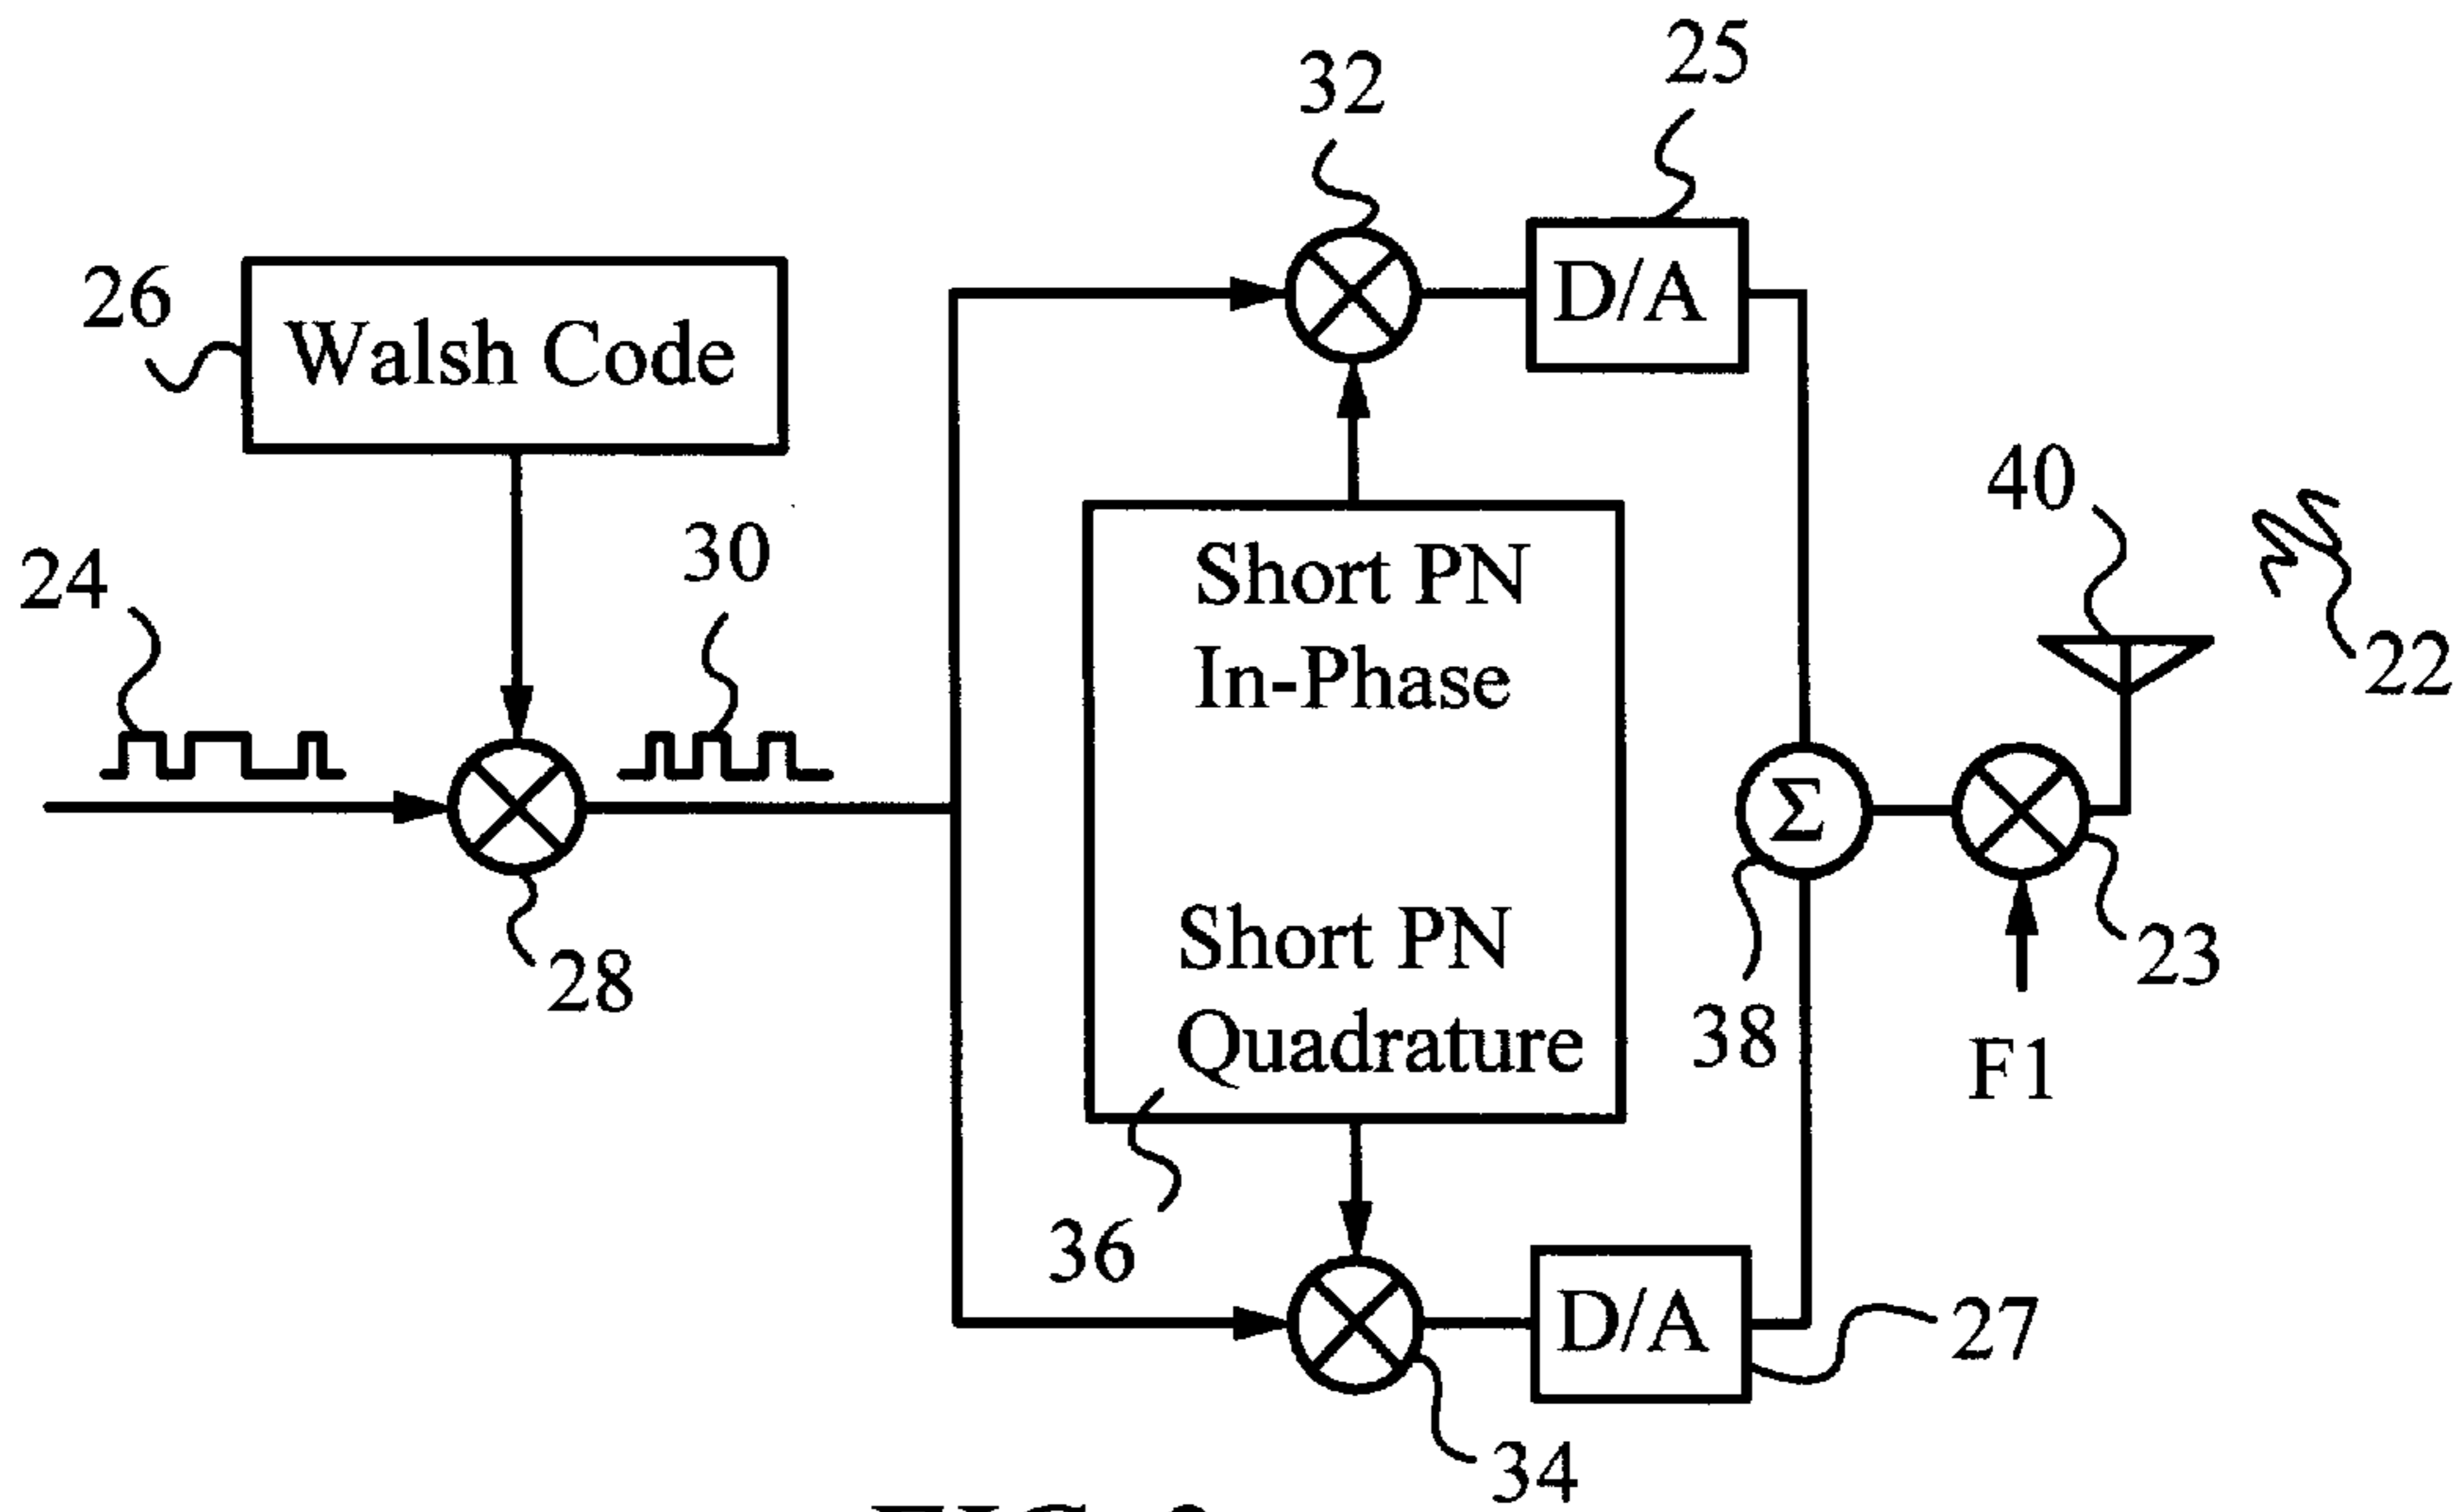 32
25
26
Walsh Code
D/A
24
30
40
22
Short PN
In-Phase
Σ
Short PN
Quadrature
28
38
23
F1
36
D/A
27
34